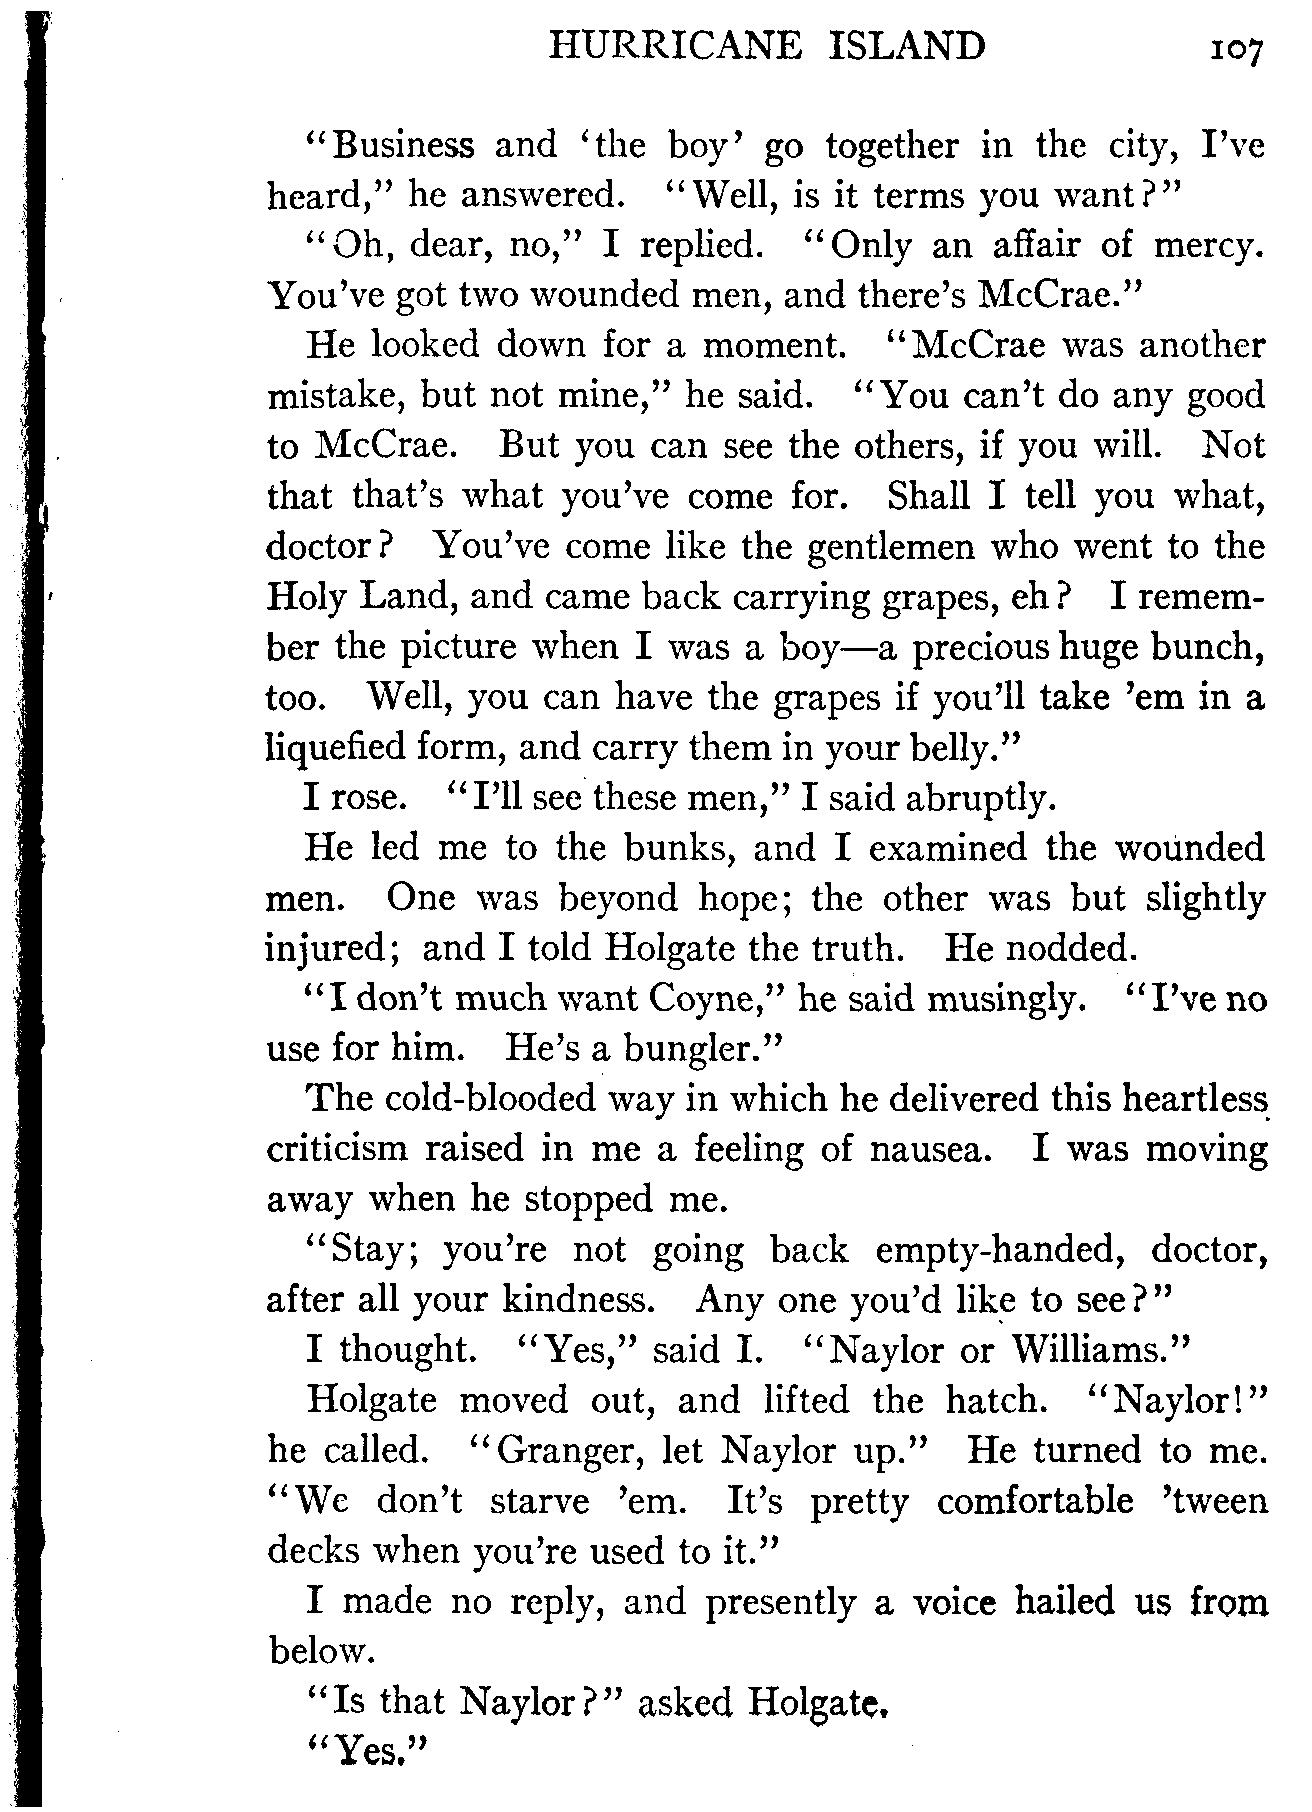 HURRICANE ISLAND 107
"Business and 'the boy' go together in the city, I've
heard," he answered. "Well, is it terms you want?"
"Oh, dear, no," I replied. "Only an affair of mercy.
You've got two wounded men, and there's McCrae."
He looked down for a moment. "McCrae was another
mistake, but not mine," he said. "You can't do any good
to McCrae. But you can see the others, if you will. Not
that that's what you've come for. Shall I tell you what,
doctor? You've come like the gentlemen who went to the
Holy Land, and came back carrying grapes, eh? I remem-
ber the picture when I was a boy—a precious huge bunch,
too. Well, you can have the grapes if you'll take 'em in a
liquefied form, and carry them in your belly."
I rose. "I'll see these men," I said abruptly.
He led me to the bunks, and I examined the wounded
men. One was beyond hope; the other was but slightly
injured; and I told Holgate the truth. He nodded.
"I don't much want Coyne," he said musingly. "I've no
use for him. He's a bungler."
The cold-blooded way in which he delivered this heartless
criticism raised in me a feeling of nausea. I was moving
away when he stopped me.
"Stay; you're not going back empty-handed, doctor,
after all your kindness. Any one you'd like to see?"
I thought. "Yes," said I. "Naylor or Williams."
Holgate moved out, and lifted the hatch. "Naylor!"
he called. "Granger, let Naylor up." He turned to me.
"We don't starve 'em. It's pretty comfortable 'tween
decks when you're used to it."
I made no reply, and presently a voice hailed us from
below.
"Is that Naylor?" asked Holgate.
"Yes."